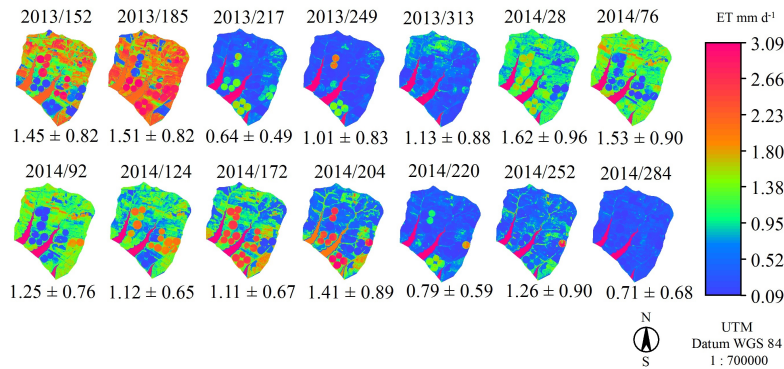 2013/152 2013/185 2013/217 2013/249 2013/313 2014/28 2014/76
1.45 ± 0.82 1.51 ± 0.82 0.64 ± 0.49 1.01 ± 0.83 1.13 ± 0.88 1.62 ± 0.96 1.53 ± 0.90
2014/92 2014/124 2014/172 2014/204 2014/220 2014/252 2014/284
1.25 ± 0.76 1.12 ± 0.65 1.11 ± 0.67 1.41 ± 0.89 0.79 ± 0.59 1.26 ± 0.90 0.71 ± 0.68
ET mm d⁻¹
3.09
2.66
2.23
1.80
1.38
0.95
0.52
0.09
N
S
UTM
Datum WGS 84
1 : 700000